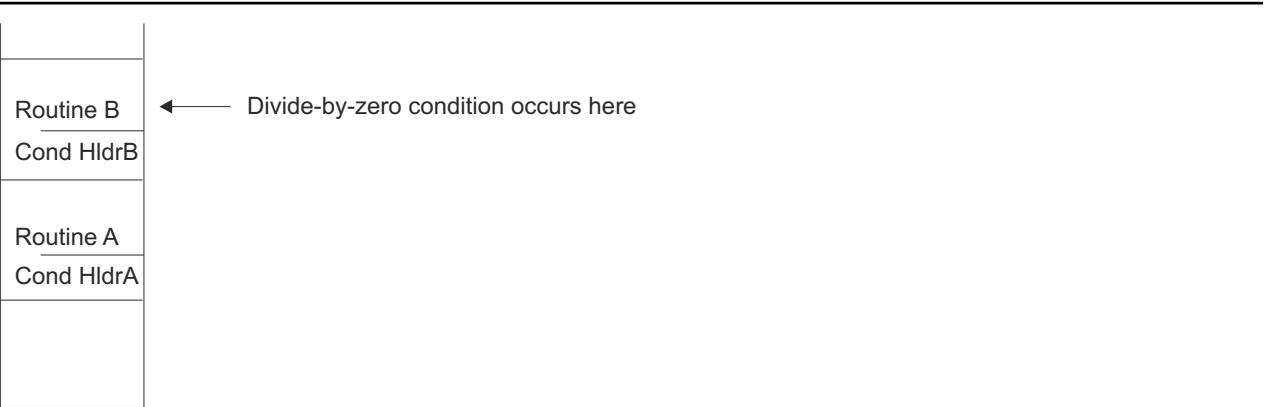 Routine B
Divide-by-zero condition occurs here
Cond HldrB
Routine A
Cond HldrA